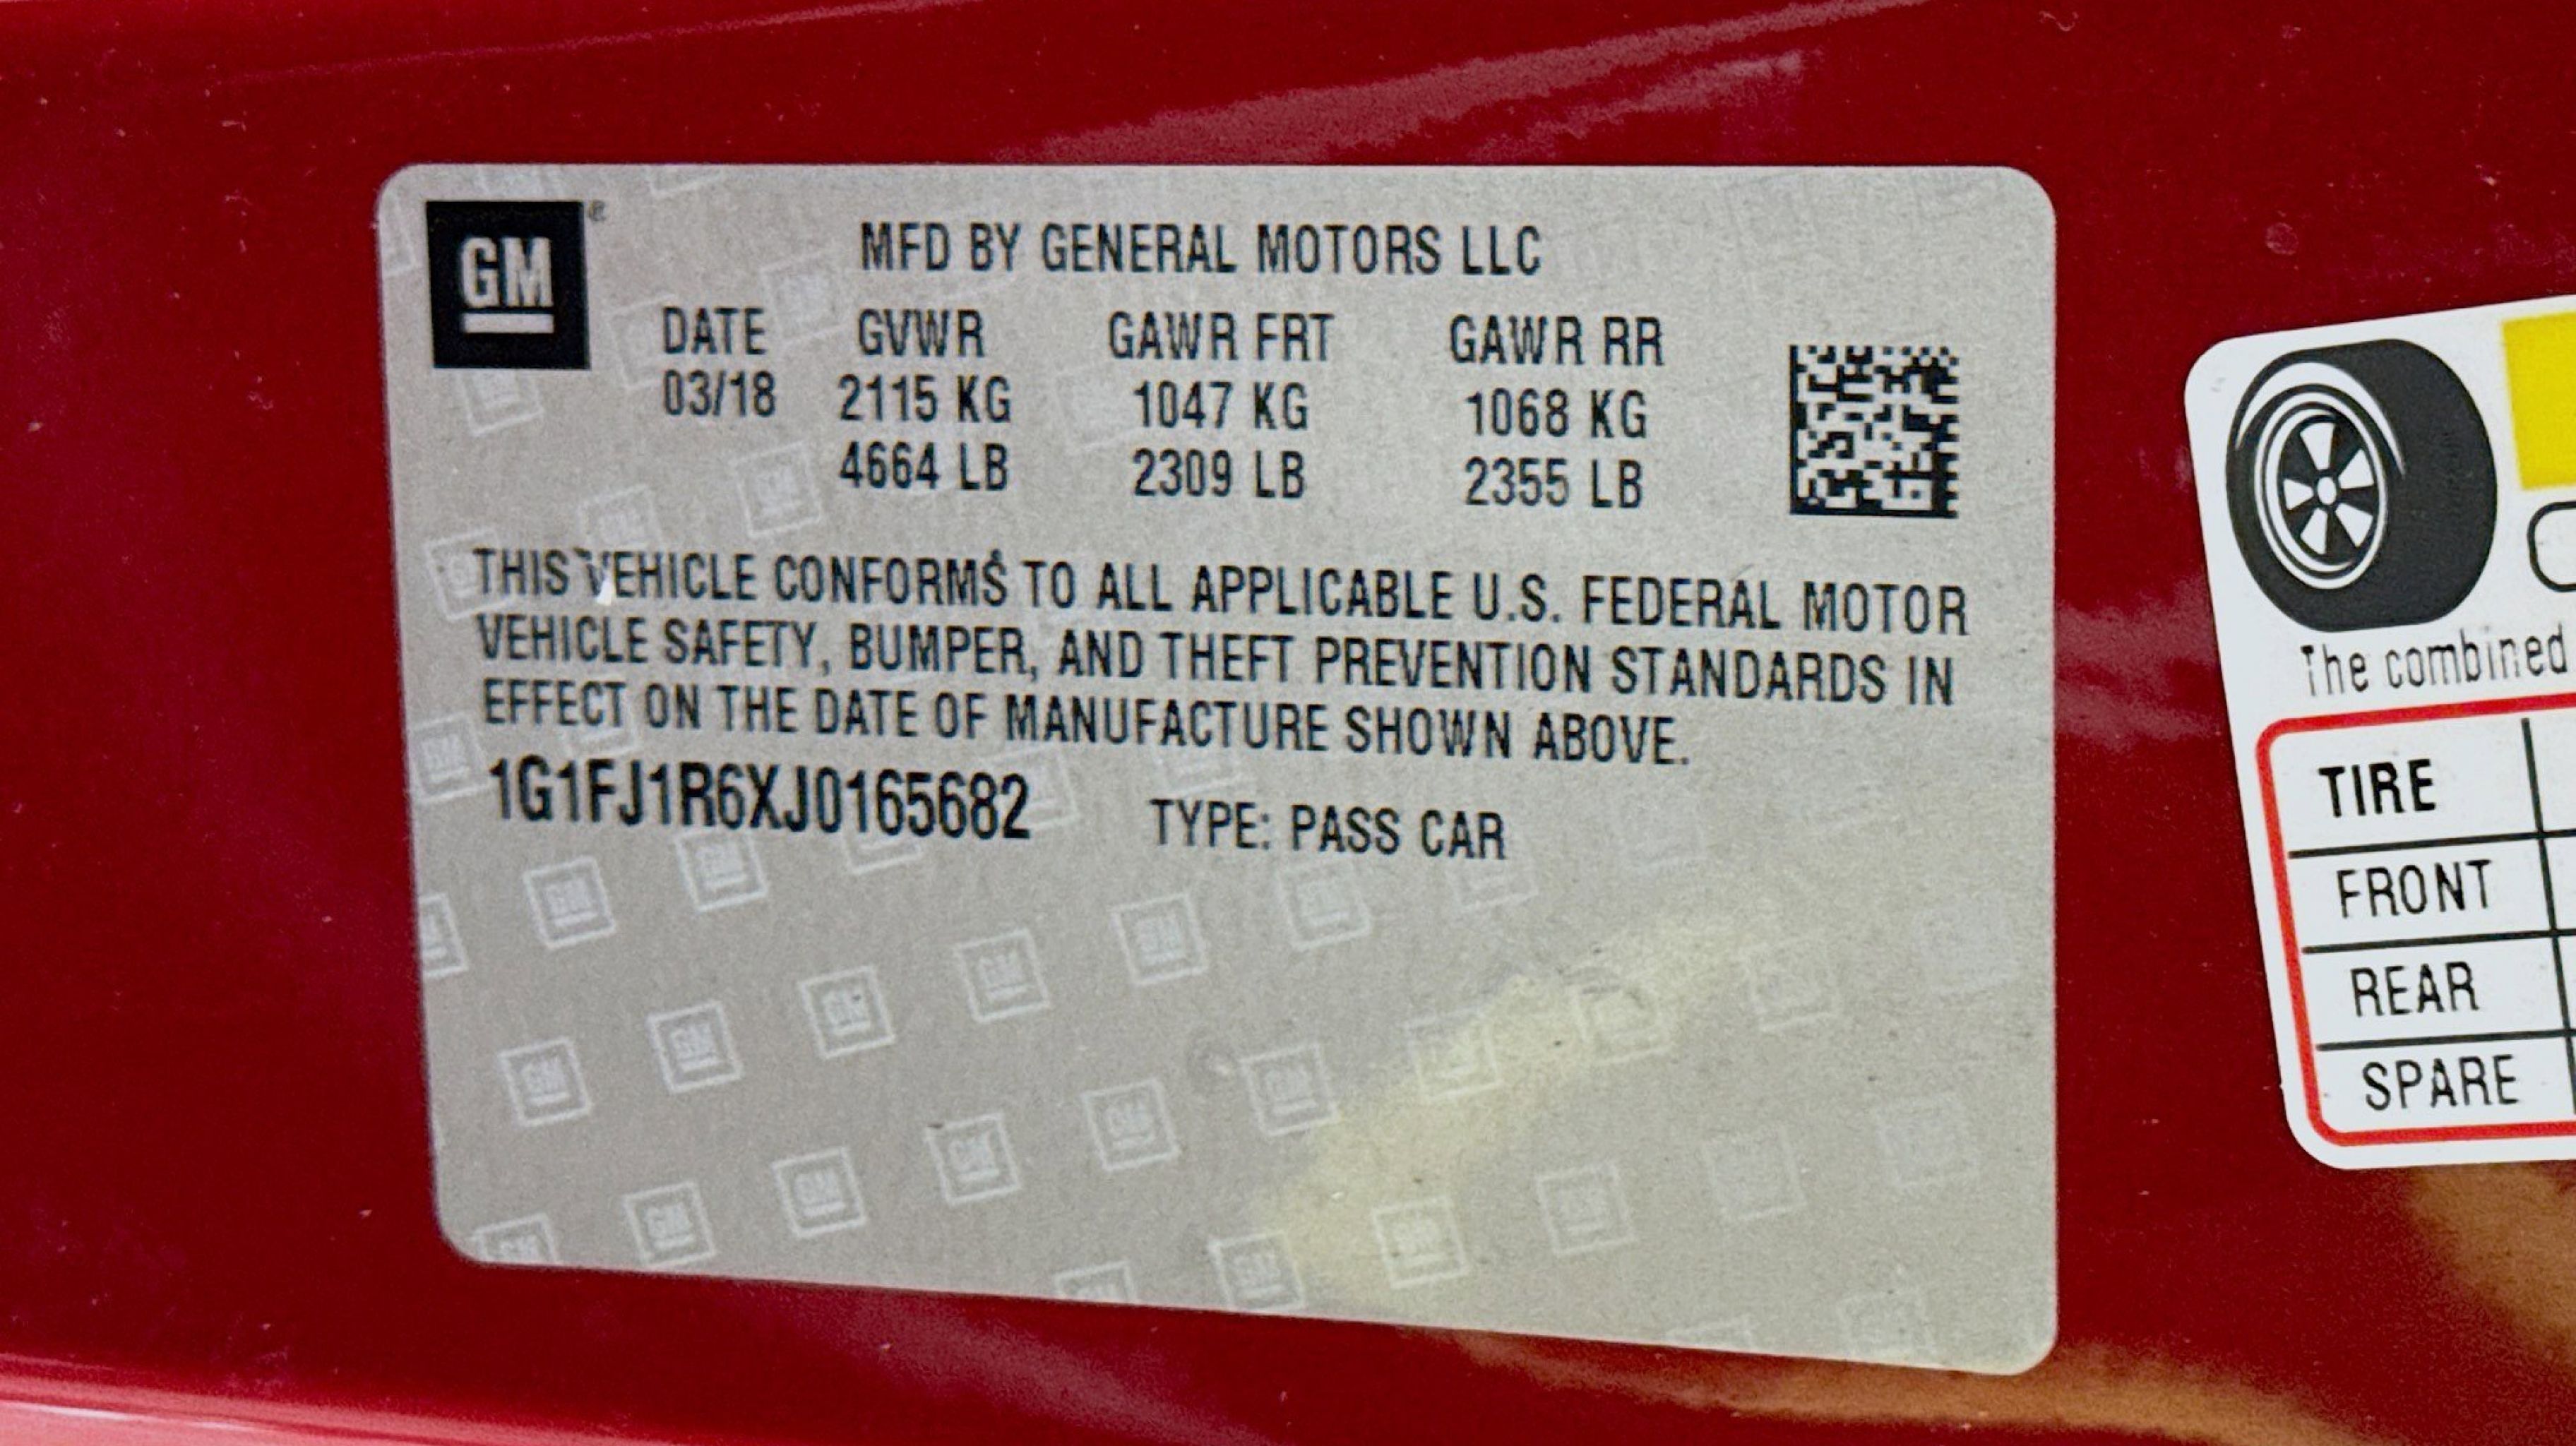 GM
MFD BY GENERAL MOTORS LLC
DATE GVWR GAWR FRT GAWR RR
03/18 2115 KG 1047 KG 1068 KG
4664 LB 2309 LB 2355 LB
THIS VEHICLE CONFORMS TO ALL APPLICABLE U.S. FEDERAL MOTOR
VEHICLE SAFETY, BUMPER, AND THEFT PREVENTION STANDARDS IN
EFFECT ON THE DATE OF MANUFACTURE SHOWN ABOVE.
1G1FJ1R6XJ0165682 TYPE: PASS CAR
The combined
TIRE
FRONT
REAR
SPARE